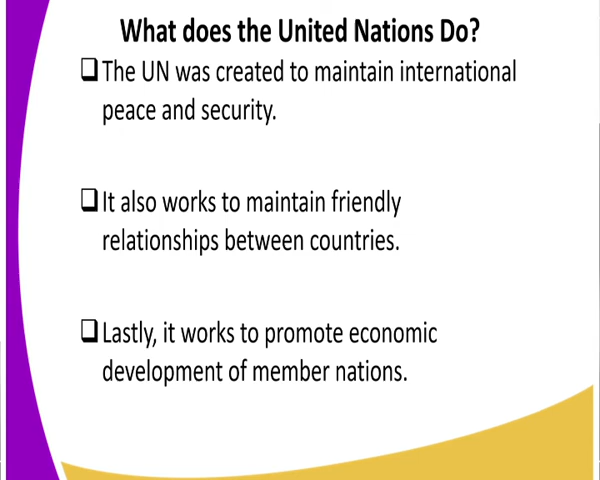 What does the United Nations Do?
❑The UN was created to maintain international
peace and security.
❑It also works to maintain friendly
relationships between countries.
❑Lastly, it works to promote economic
development of member nations.